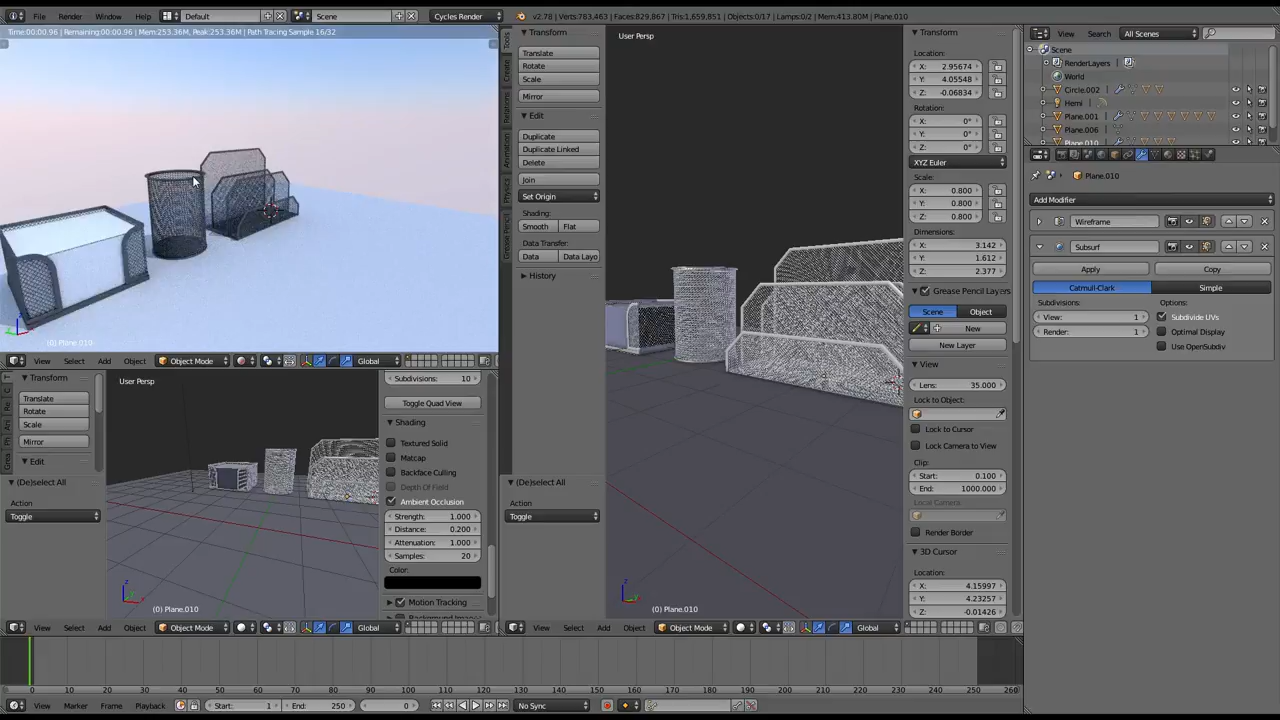 File Render Window Help Default Scene Cycles Render v2.78 | Verts:783,463 | Faces:829,867 | Tris:1,659,851 | Objects:0/17 | Lamps:0/2 | Mem:413.80M | Plane.010
Time:00:00.96 | Remaining:00:00.96 | Mem:253.36M, Peak:253.36M | Path Tracing Sample 16/32
(0) Plane.010
View Select Add Object Object Mode Global
Transform
Translate
Rotate
Scale
Mirror
Edit
(De)select All
Action
Toggle
User Persp
(0) Plane.010
Subdivisions: 10
Toggle Quad View
Shading
Textured Solid
Matcap
Backface Culling
Depth Of Field
Ambient Occlusion
Strength: 1.000
Distance: 0.200
Attenuation: 1.000
Samples: 20
Color:
Motion Tracking
View Select Add Object Object Mode Global
Tools
Create
Relations
Animation
Physics
Grease Pencil
Transform
Translate
Rotate
Scale
Mirror
Edit
Duplicate
Duplicate Linked
Delete
Join
Set Origin
Shading:
Smooth Flat
Data Transfer:
Data Data Layo
History
(De)select All
Action
Toggle
User Persp
(0) Plane.010
View Select Add Object Object Mode Global
Transform
Location:
X: 2.95674
Y: 4.05548
Z: -0.06834
Rotation:
X: 0°
Y: 0°
Z: 0°
XYZ Euler
Scale:
X: 0.800
Y: 0.800
Z: 0.800
Dimensions:
X: 3.142
Y: 1.612
Z: 2.377
Grease Pencil Layers
Scene Object
New
New Layer
View
Lens: 35.000
Lock to Object:
Lock to Cursor
Lock Camera to View
Clip:
Start: 0.100
End: 1000.000
Local Camera:
Render Border
3D Cursor
Location:
X: 4.15997
Y: 4.23257
Z: -0.01426
View Search All Scenes
Scene
RenderLayers
World
Circle.002
Hemi
Plane.001
Plane.006
Plane.010
Plane.010
Add Modifier
Wireframe
Subsurf
Apply Copy
Catmull-Clark Simple
Subdivisions: Options:
View: 1 Subdivide UVs
Render: 1 Optimal Display
Use OpenSubdiv
0 10 20 30 40 50 60 70 80 90 100 110 120 130 140 150 160 170 180 190 200 210 220 230 240 250 260
View Marker Frame Playback Start: 1 End: 250 0 No Sync